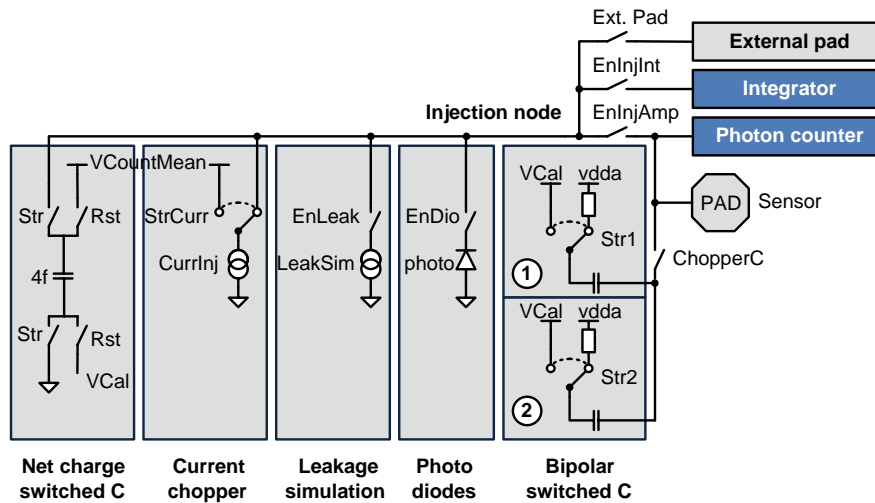 Ext. Pad
External pad
EnInjInt
Integrator
Injection node
EnInjAmp
Photon counter
VCountMean
Str
Rst
4f
Str
Rst
VCal
StrCurr
CurrInj
EnLeak
LeakSim
EnDio
photo
VCal
vdda
Str1
1
VCal
vdda
Str2
2
PAD
Sensor
ChopperC
Net charge
switched C
Current
chopper
Leakage
simulation
Photo
diodes
Bipolar
switched C